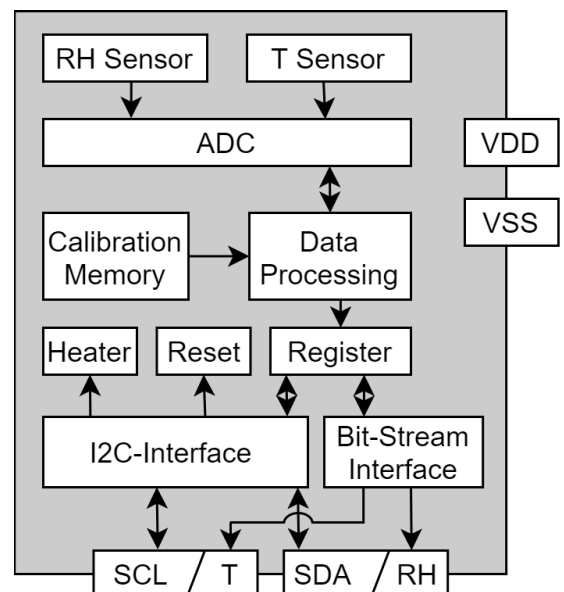 RH Sensor
T Sensor
ADC
VDD
VSS
Calibration
Memory
Data
Processing
Heater
Reset
Register
I2C-Interface
Bit-Stream
Interface
SCL / T
SDA / RH